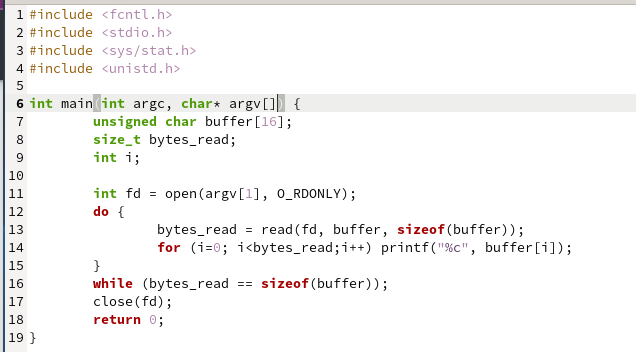 1 #include <fcntl.h>
2 #include <stdio.h>
3 #include <sys/stat.h>
4 #include <unistd.h>
5
6 int main(int argc, char* argv[]) {
7         unsigned char buffer[16];
8         size_t bytes_read;
9         int i;
10
11         int fd = open(argv[1], O_RDONLY);
12         do {
13                 bytes_read = read(fd, buffer, sizeof(buffer));
14                 for (i=0; i<bytes_read;i++) printf("%c", buffer[i]);
15         }
16         while (bytes_read == sizeof(buffer));
17         close(fd);
18         return 0;
19 }